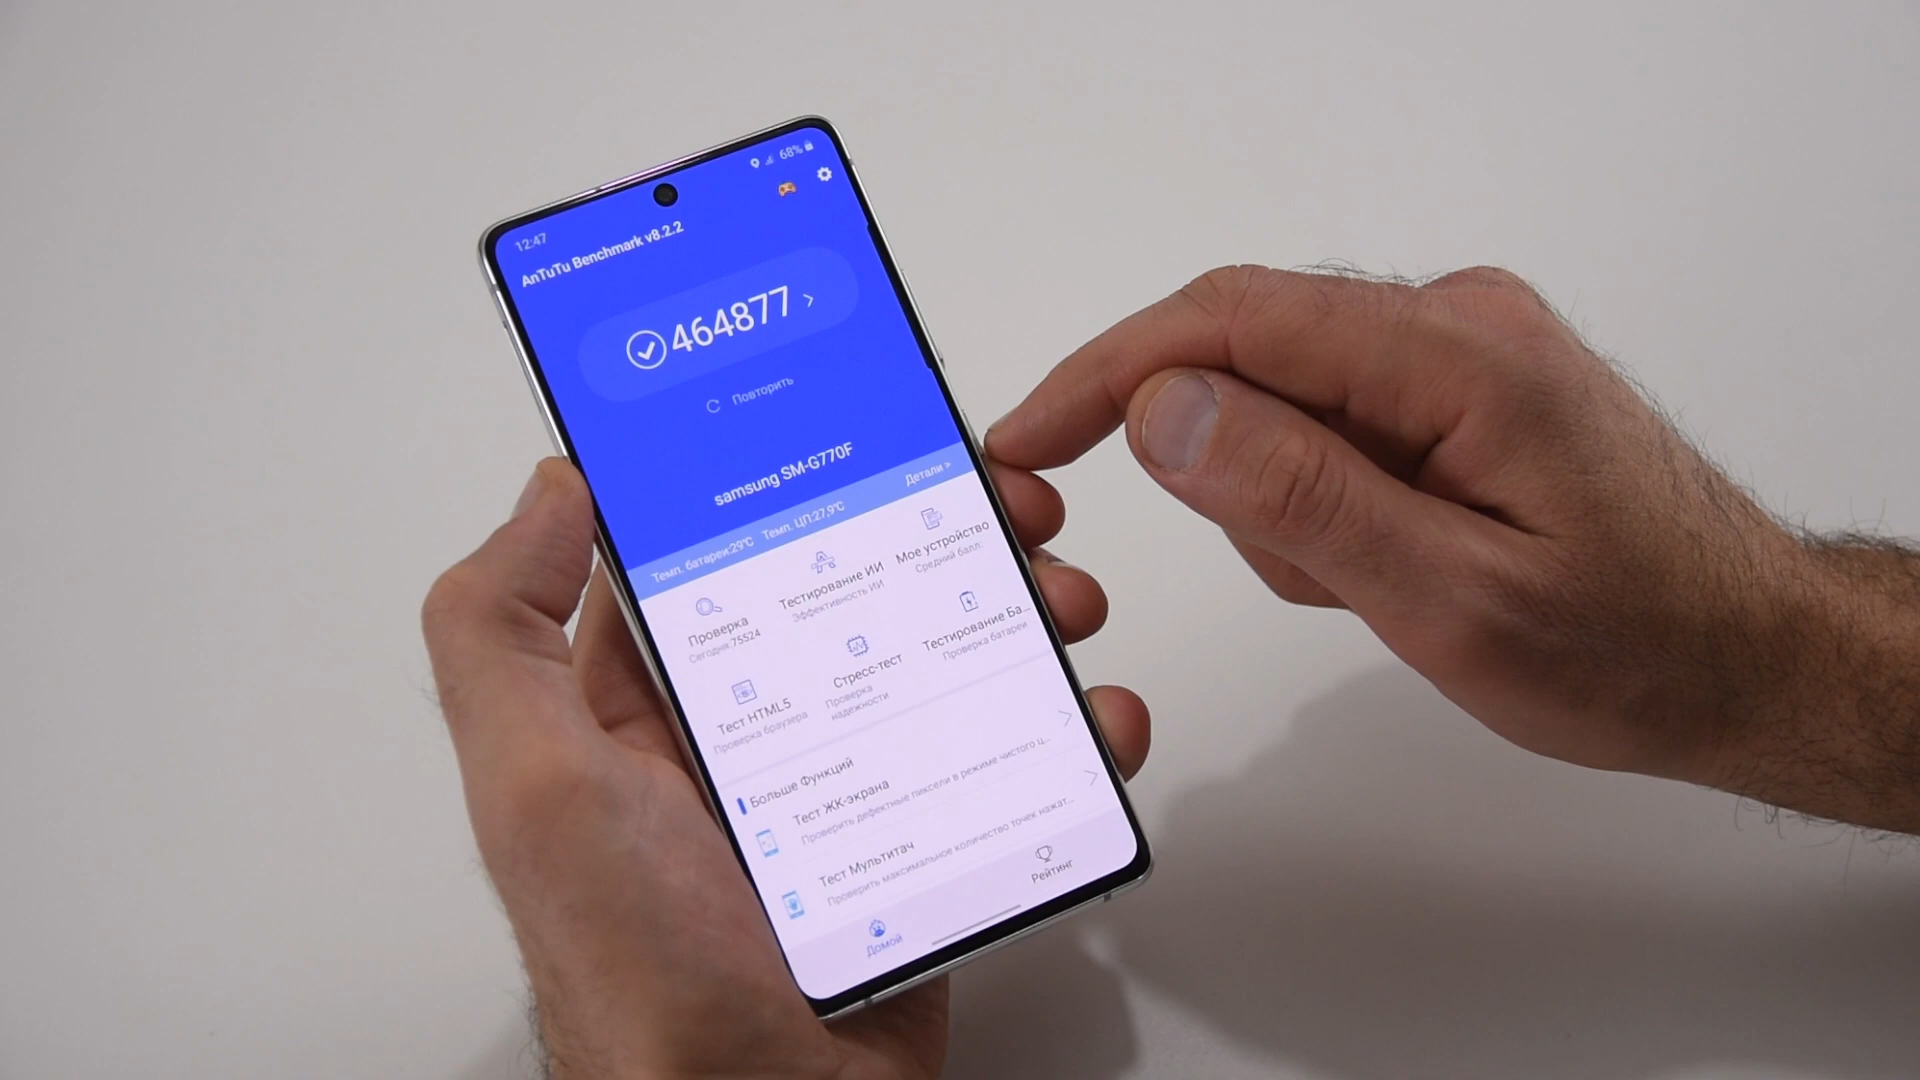 12:47
68%
AnTuTu Benchmark v8.2.2
464877
Повторить
samsung SM-G770F
Темп. батареи:29℃ Темп. ЦП:27,9℃ Детали >
Проверка
Сегодня:75524
Тестирование ИИ
Эффективность ИИ
Мое устройство
Средний балл:
Тест HTML5
Проверка браузера
Стресс-тест
Проверка
надежности
Тестирование Ба...
Проверка батареи
Больше Функций
Тест ЖК-экрана
Проверить дефектные пиксели в режиме чистого ц...
Тест Мультитач
Проверить максимальное количество точек нажат...
Домой
Рейтинг